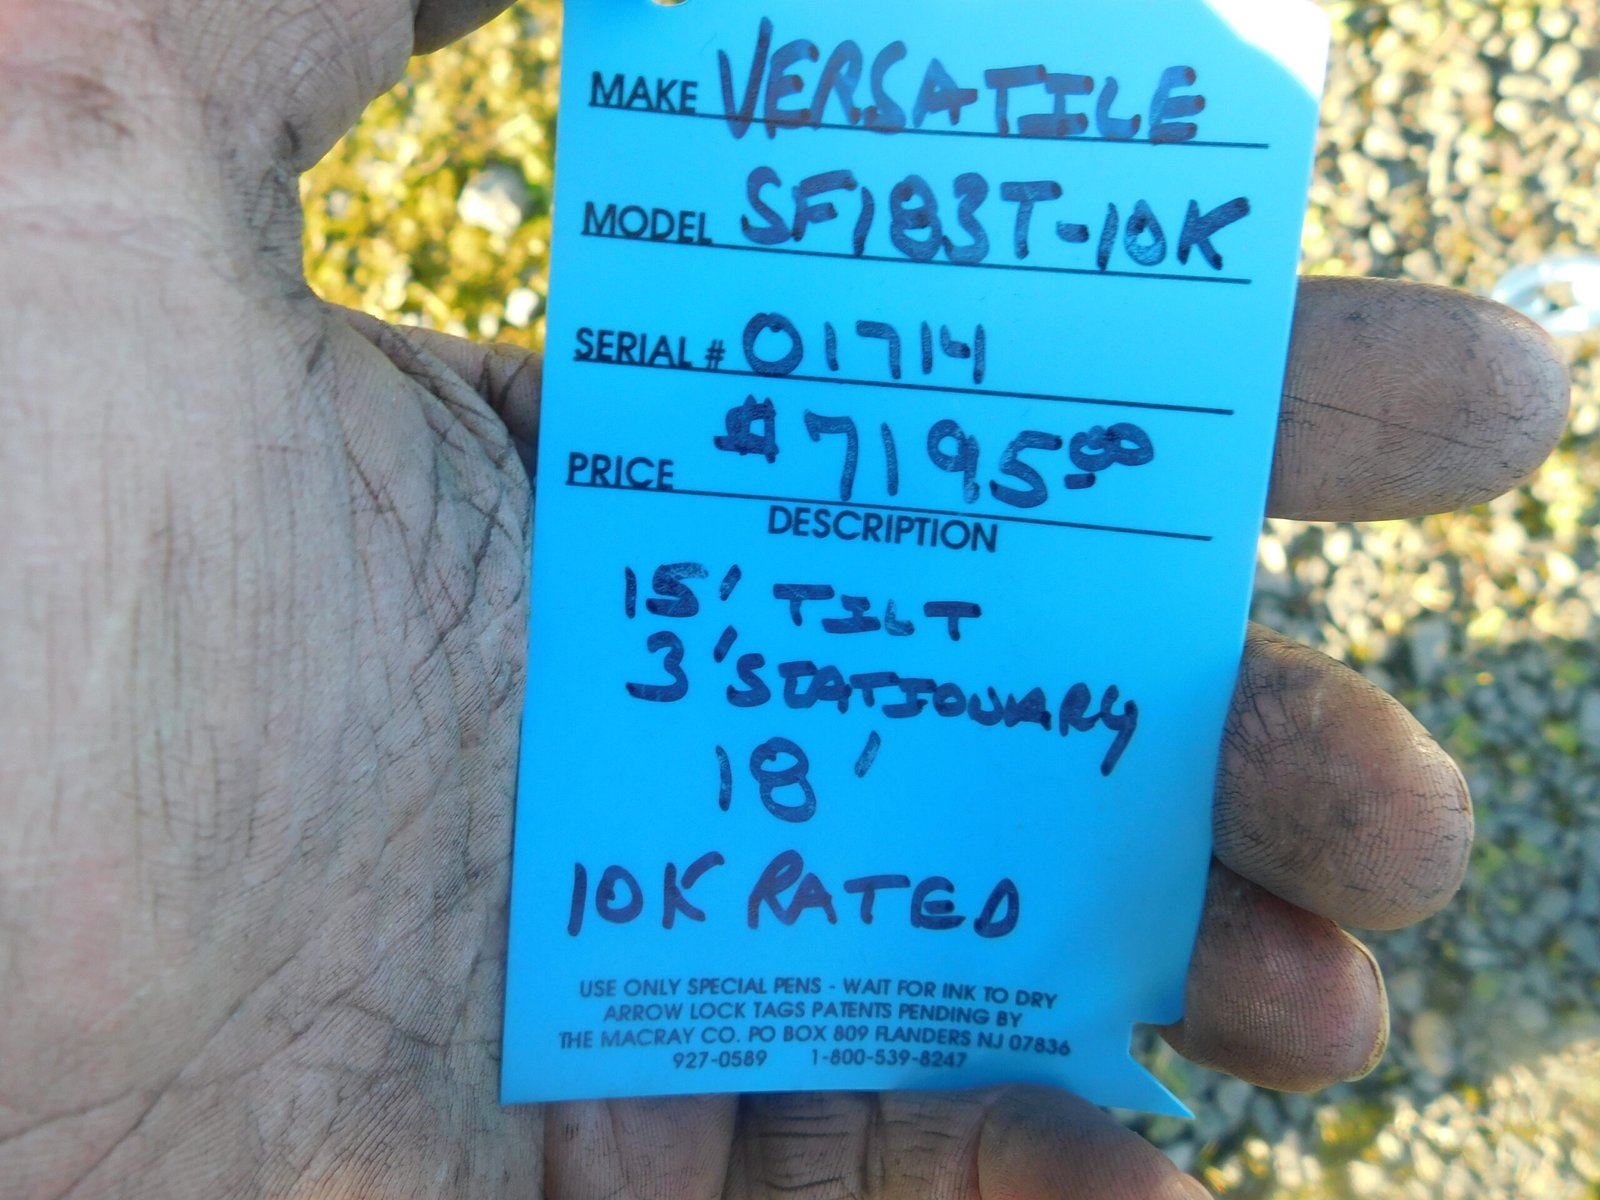 MAKE VERSATILE
MODEL SF183T-10K
SERIAL # 01714
PRICE $7195.00
DESCRIPTION
15' TILT
3' STATIONARY
18'
10K RATED
USE ONLY SPECIAL PENS - WAIT FOR INK TO DRY
ARROW LOCK TAGS PATENTS PENDING BY
THE MACRAY CO. PO BOX 809 FLANDERS NJ 07836
927-0589 1-800-539-8247